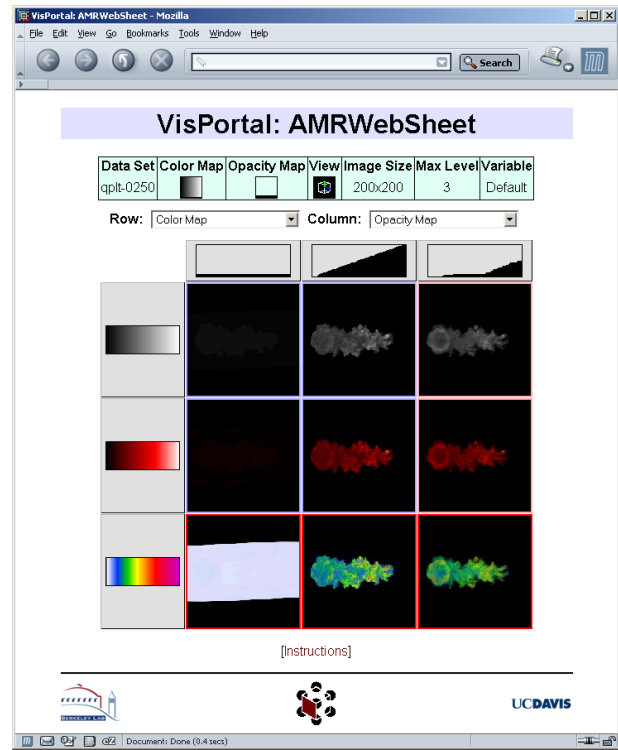 VisPortal: AMRWebSheet - Mozilla
File Edit View Go Bookmarks Tools Window Help
Search
VisPortal: AMRWebSheet
Data Set Color Map Opacity Map View Image Size Max Level Variable
qplt-0250 200x200 3 Default
Row: Color Map Column: Opacity Map
[Instructions]
BERKELEY LAB
UCDAVIS
Document: Done (0.4 secs)